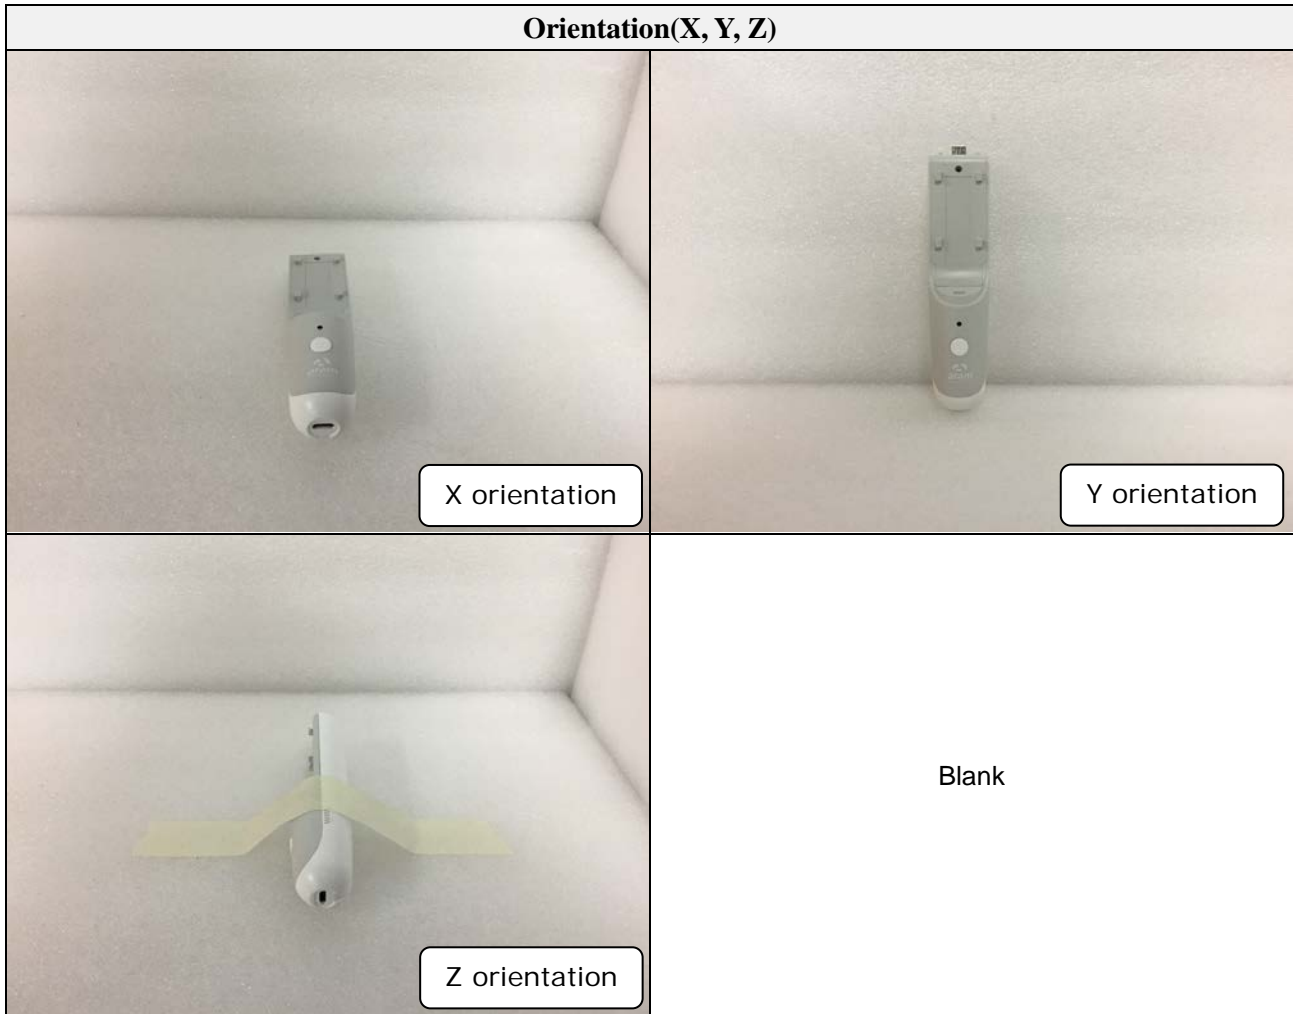 Orientation(X, Y, Z)
X orientation
Y orientation
Z orientation
Blank